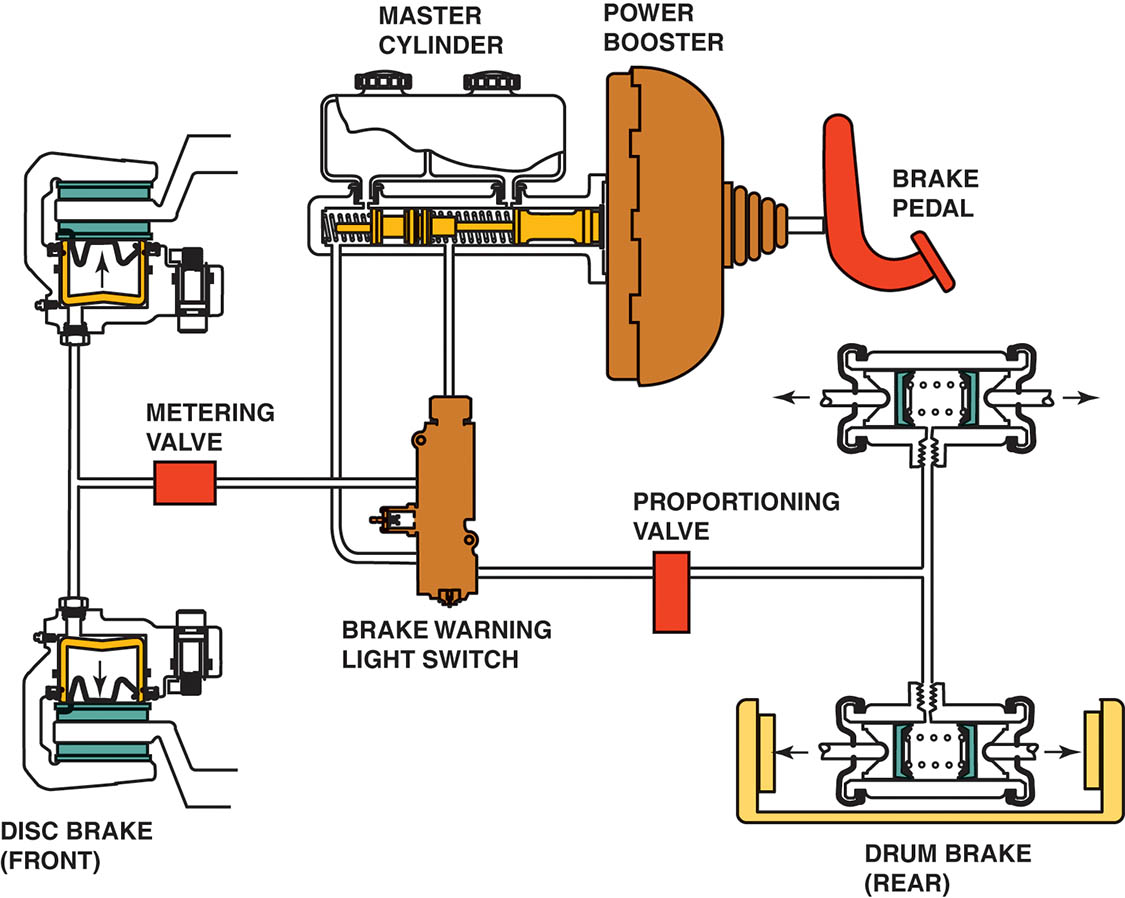 MASTER
CYLINDER
POWER
BOOSTER
BRAKE
PEDAL
METERING
VALVE
PROPORTIONING
VALVE
BRAKE WARNING
LIGHT SWITCH
DISC BRAKE
(FRONT)
DRUM BRAKE
(REAR)